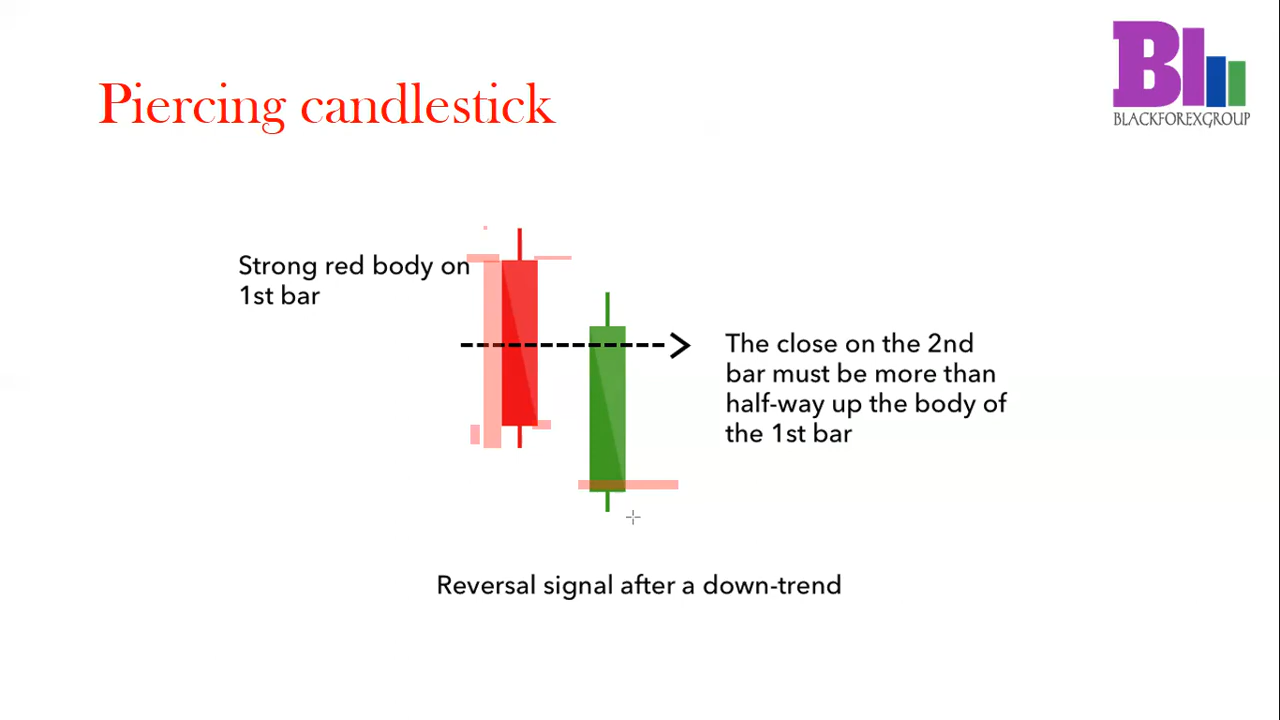 Piercing candlestick
Bl
BLACKFOREXGROUP
Strong red body on
1st bar
The close on the 2nd
bar must be more than
half-way up the body of
the 1st bar
Reversal signal after a down-trend